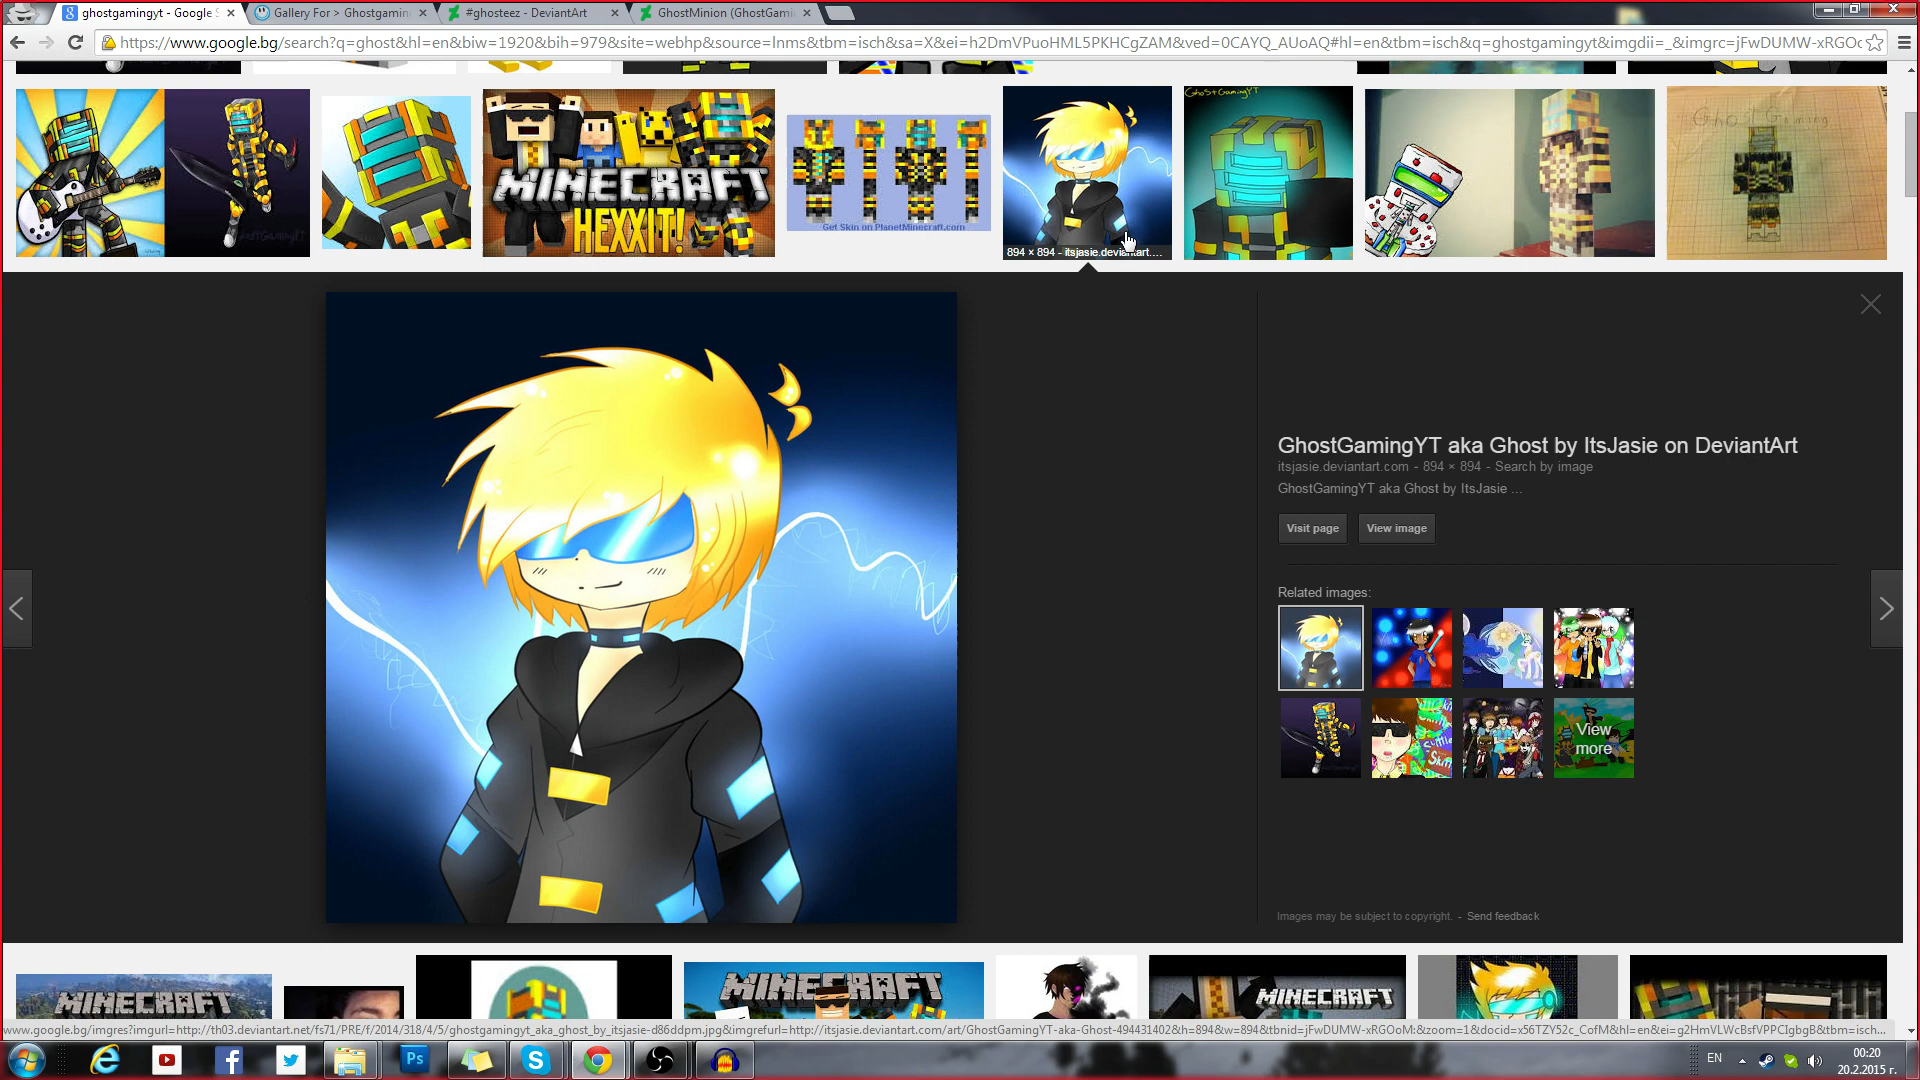 ghostgamingyt - Google S
Gallery For > Ghostgamin
#ghosteez - DeviantArt
GhostMinion (GhostGami
https://www.google.bg/search?q=ghost&hl=en&biw=1920&bih=979&site=webhp&source=lnms&tbm=isch&sa=X&ei=h2DmVPuoHML5PKHCgZAM&ved=0CAYQ_AUoAQ#hl=en&tbm=isch&q=ghostgamingyt&imgdii=_&imgrc=jFwDUMW-xRGOc
GhostGamingYT
MINECRAFT
HEXXIT!
Get Skin on PlanetMinecraft.com
894 × 894 - itsjasie.deviantart....
GhostGamingYT
Ghost Gaming
GhostGamingYT aka Ghost by ItsJasie on DeviantArt
itsjasie.deviantart.com - 894 × 894 - Search by image
GhostGamingYT aka Ghost by ItsJasie ...
Visit page
View image
Related images:
View
more
Images may be subject to copyright. - Send feedback
MINECRAFT
MINECRAFT
MINECRAFT
www.google.bg/imgres?imgurl=http://th03.deviantart.net/fs71/PRE/f/2014/318/4/5/ghostgamingyt_aka_ghost_by_itsjasie-d86ddpm.jpg&imgrefurl=http://itsjasie.deviantart.com/art/GhostGamingYT-aka-Ghost-494431402&h=894&w=894&tbnid=jFwDUMW-xRGOoM:&zoom=1&docid=x56TZY52c_CofM&hl=en&ei=g2HmVLWcBsfVPPCIgbgB&tbm=isch...
Ps
EN
00:20
20.2.2015 г.